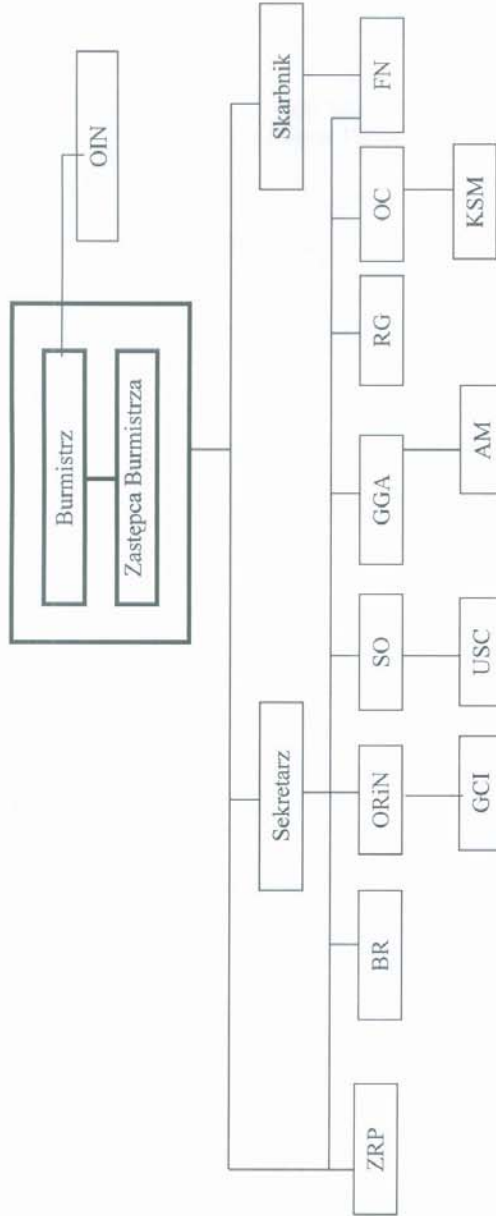 Burmistrz
OIN
Zastępca Burmistrza
Sekretarz
Skarbnik
ZRP
BR
ORiN
SO
GGA
RG
OC
FN
GCI
USC
AM
KSM